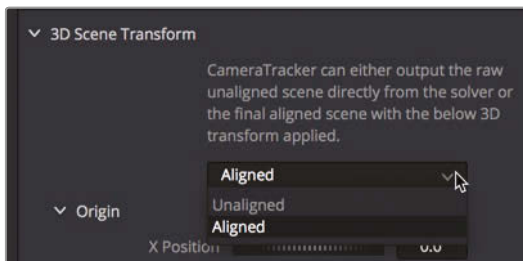 3D Scene Transform
CameraTracker can either output the raw
unaligned scene directly from the solver or
the final aligned scene with the below 3D
transform applied.
Aligned
Unaligned
Origin
Aligned
X Position
0.0